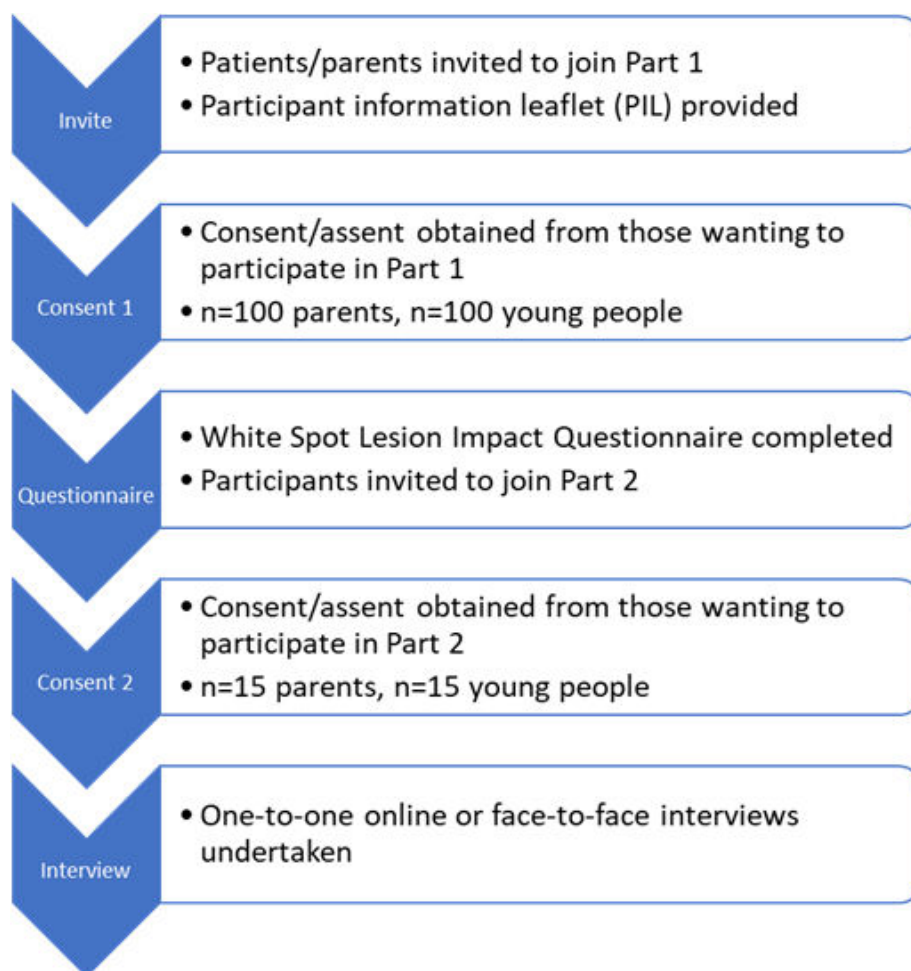 Invite
• Patients/parents invited to join Part 1
• Participant information leaflet (PIL) provided
Consent 1
• Consent/assent obtained from those wanting to
participate in Part 1
• n=100 parents, n=100 young people
Questionnaire
• White Spot Lesion Impact Questionnaire completed
• Participants invited to join Part 2
Consent 2
• Consent/assent obtained from those wanting to
participate in Part 2
• n=15 parents, n=15 young people
Interview
• One-to-one online or face-to-face interviews
undertaken